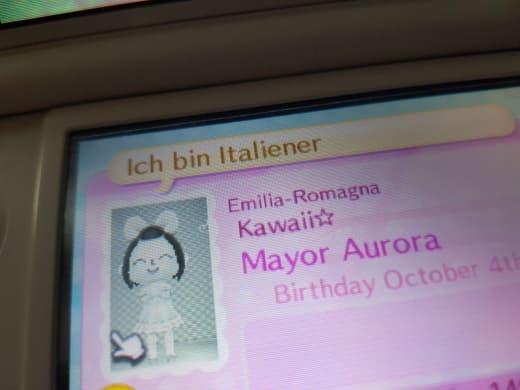 Ich bin Italiener
Emilia-Romagna
Kawaii☆
Mayor Aurora
Birthday October 4th